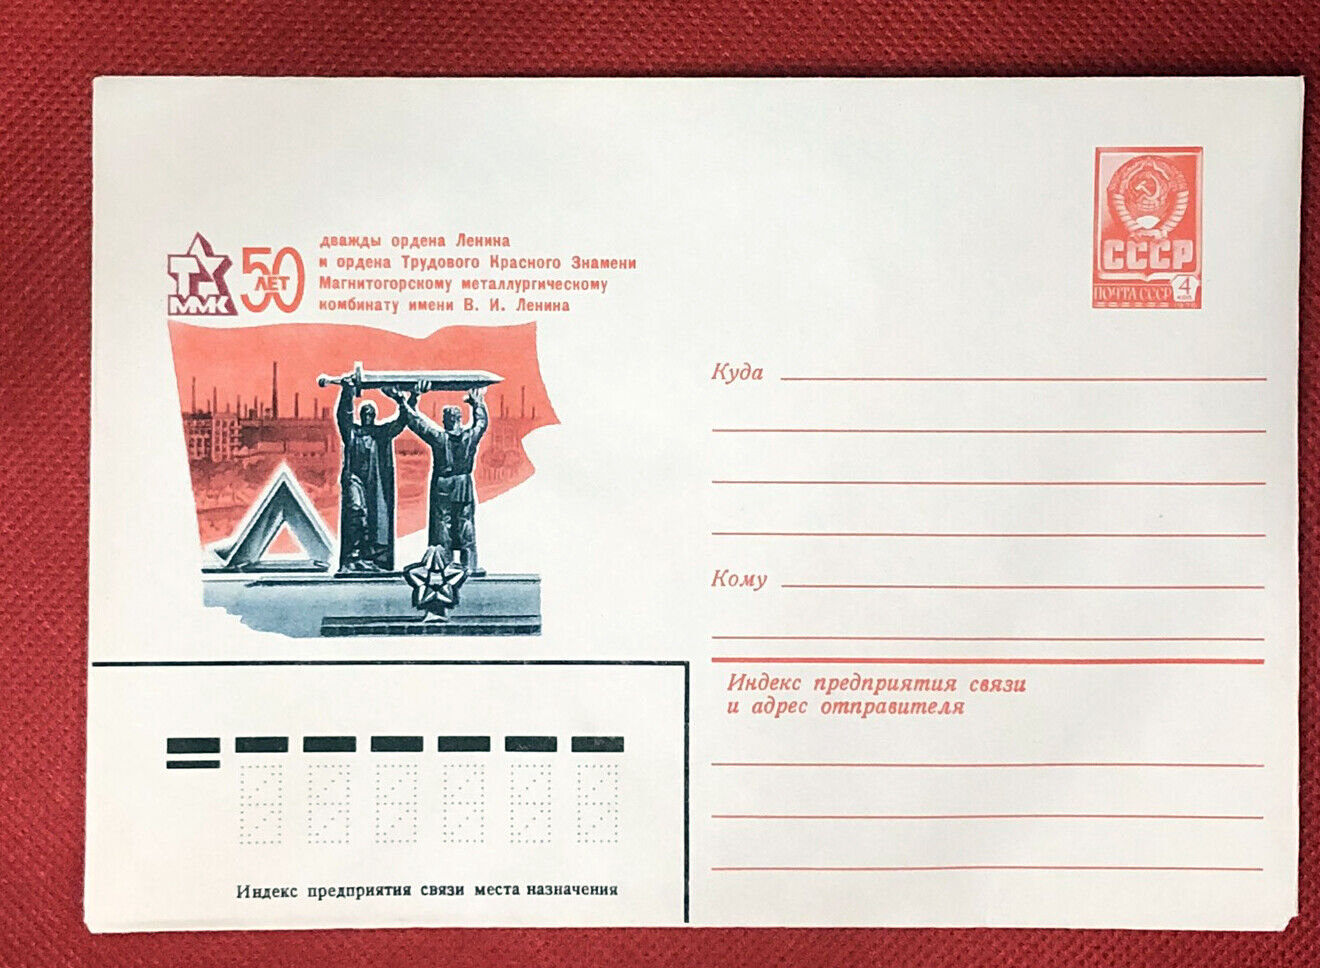 ММК
50 ЛЕТ
дважды ордена Ленина
и ордена Трудового Красного Знамени
Магнитогорскому металлургическому
комбинату имени В. И. Ленина
СССР
ПОЧТА СССР 4 коп
Куда
Кому
Индекс предприятия связи
и адрес отправителя
Индекс предприятия связи места назначения